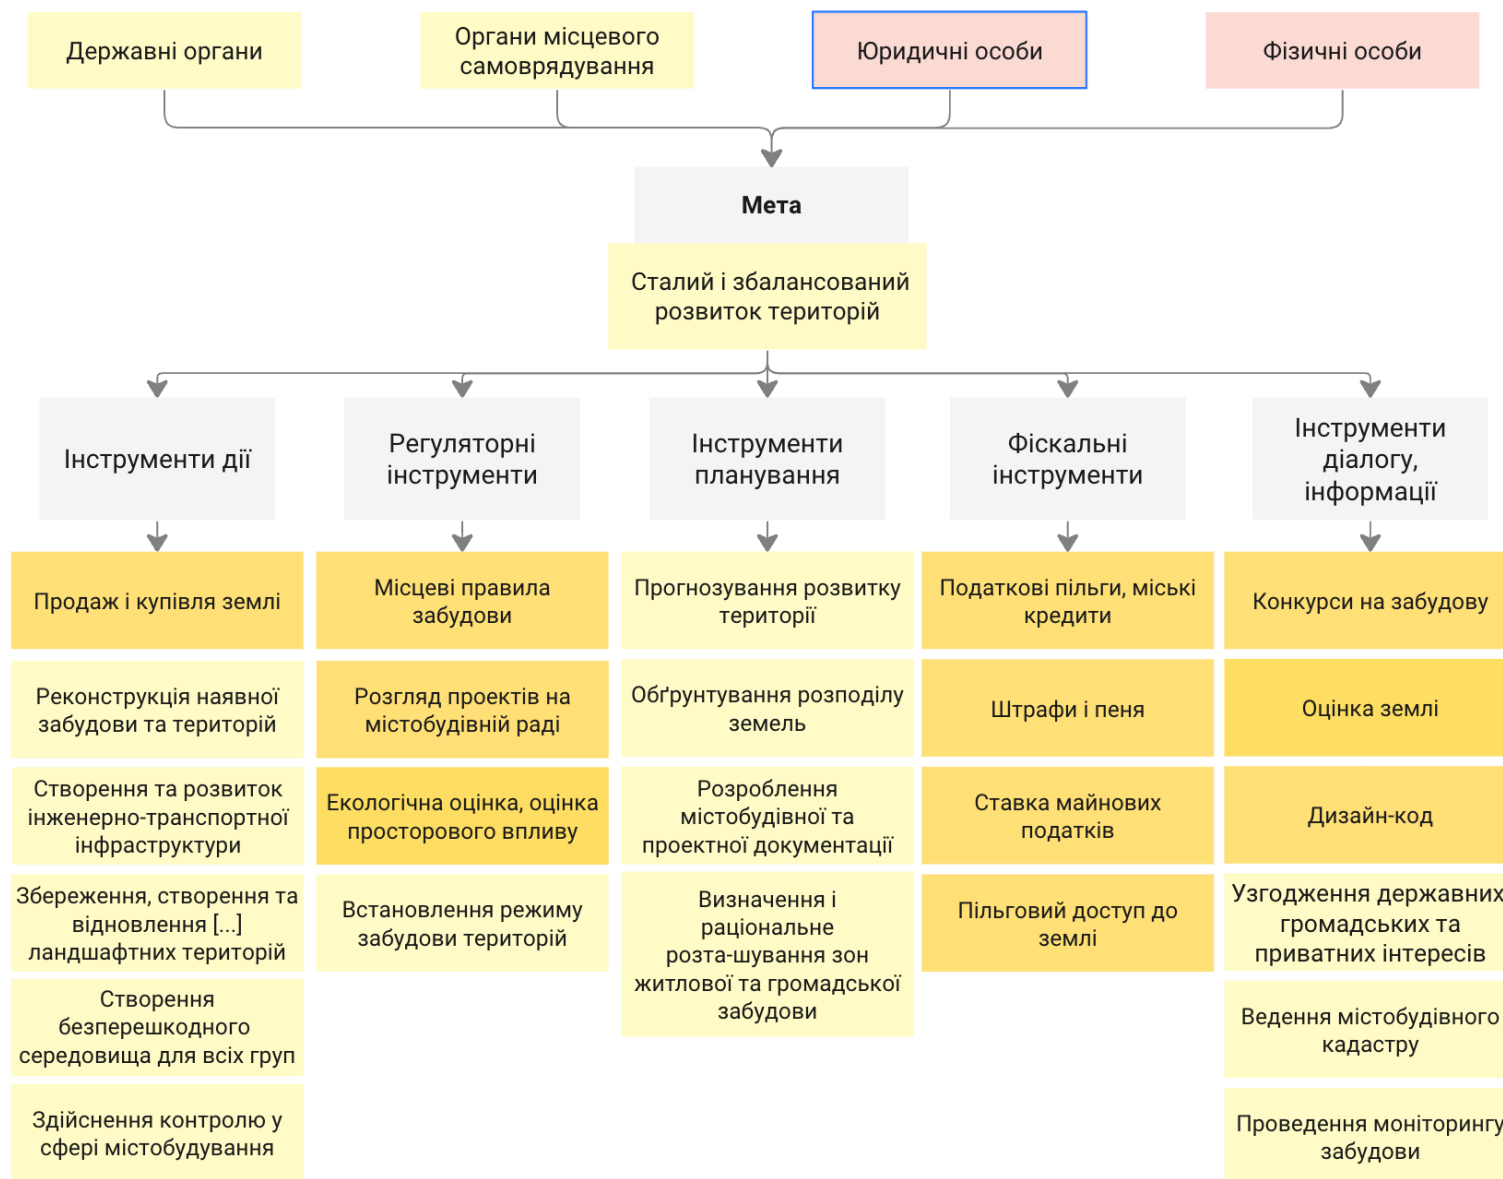 Державні органи
Органи місцевого
самоврядування
Юридичні особи
Фізичні особи
Мета
Сталий і збалансований
розвиток територій
Інструменти дії
Регуляторні
інструменти
Інструменти
планування
Фіскальні
інструменти
Інструменти
діалогу,
інформації
Продаж і купівля землі
Реконструкція наявної
забудови та територій
Створення та розвиток
інженерно-транспортної
інфраструктури
Збереження, створення та
відновлення [...]
ландшафтних територій
Створення
безперешкодного
середовища для всіх груп
Здійснення контролю у
сфері містобудування
Місцеві правила
забудови
Розгляд проектів на
містобудівній раді
Екологічна оцінка, оцінка
просторового впливу
Встановлення режиму
забудови територій
Прогнозування розвитку
території
Обґрунтування розподілу
земель
Розроблення
містобудівної та
проектної документації
Визначення і
раціональне
розта-шування зон
житлової та громадської
забудови
Податкові пільги, міські
кредити
Штрафи і пеня
Ставка майнових
податків
Пільговий доступ до
землі
Конкурси на забудову
Оцінка землі
Дизайн-код
Узгодження державних
громадських та
приватних інтересів
Ведення містобудівного
кадастру
Проведення моніторингу
забудови